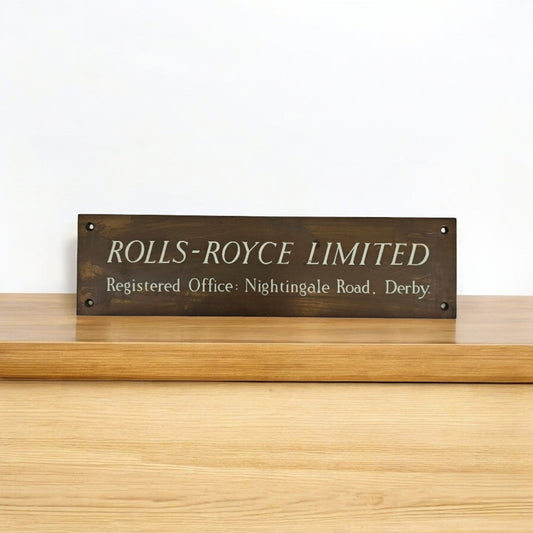 ROLLS-ROYCE LIMITED
Registered Office: Nightingale Road, Derby.